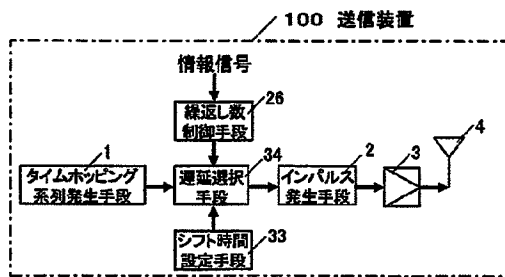 100 送信装置
情報信号
26
繰返し数
制御手段
1
タイムホッピング
系列発生手段
34
遅延選択
手段
2
インパルス
発生手段
3
4
シフト時間
設定手段
33